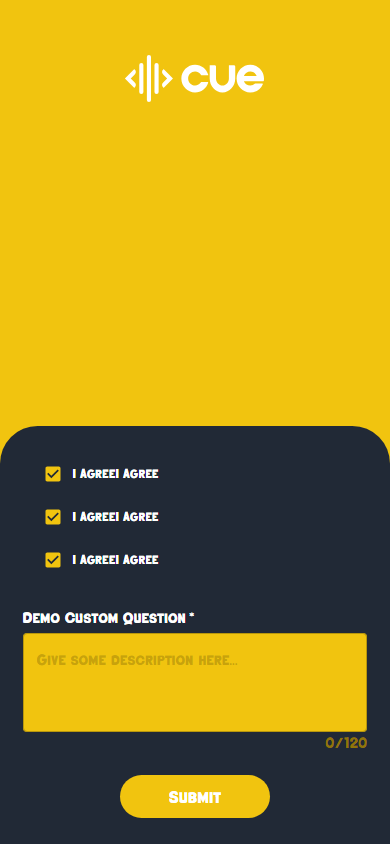 cue
I AGREEI AGREE
I AGREEI AGREE
I AGREEI AGREE
DEMO CUSTOM QUESTION *
GIVE SOME DESCRIPTION HERE...
0/120
SUBMIT